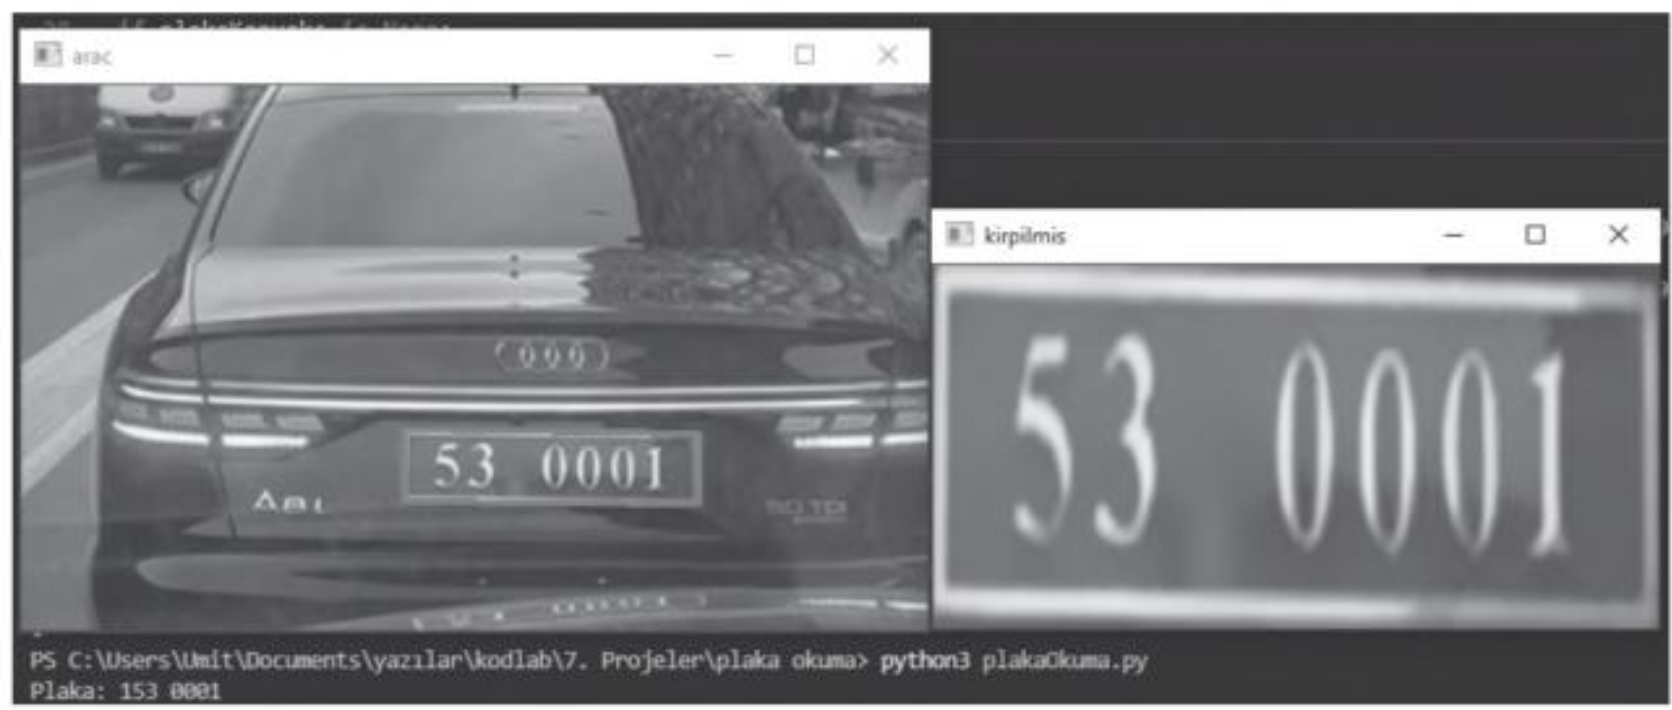 arac
53 0001
kirpilmis
53 0001
PS C:\Users\Umit\Documents\yazılar\kodlab\7. Projeler\plaka okuma> python3 plakaOkuma.py
Plaka: 153 0001